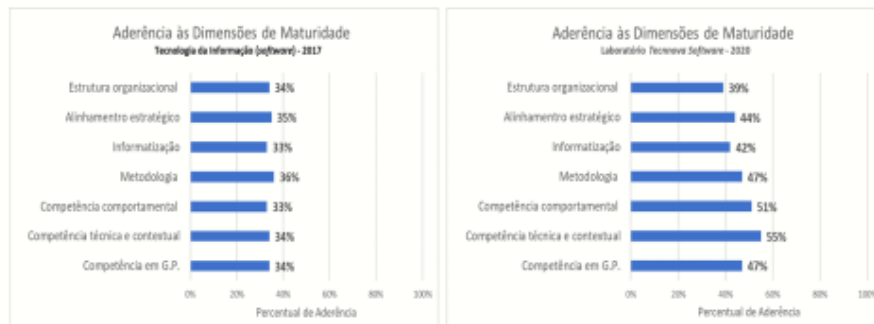 Aderência às Dimensões de Maturidade
Tecnologia da Informação (software) - 2017
Estrutura organizacional 34%
Alinhamento estratégico 35%
Informatização 33%
Metodologia 36%
Competência comportamental 33%
Competência técnica e contextual 34%
Competência em G.P. 34%
0% 20% 40% 60% 80% 100%
Percentual de Aderência
Aderência às Dimensões de Maturidade
Laboratório Tecnnova Software - 2020
Estrutura organizacional 39%
Alinhamento estratégico 44%
Informatização 42%
Metodologia 47%
Competência comportamental 51%
Competência técnica e contextual 55%
Competência em G.P. 47%
0% 20% 40% 60% 80% 100%
Percentual de Aderência